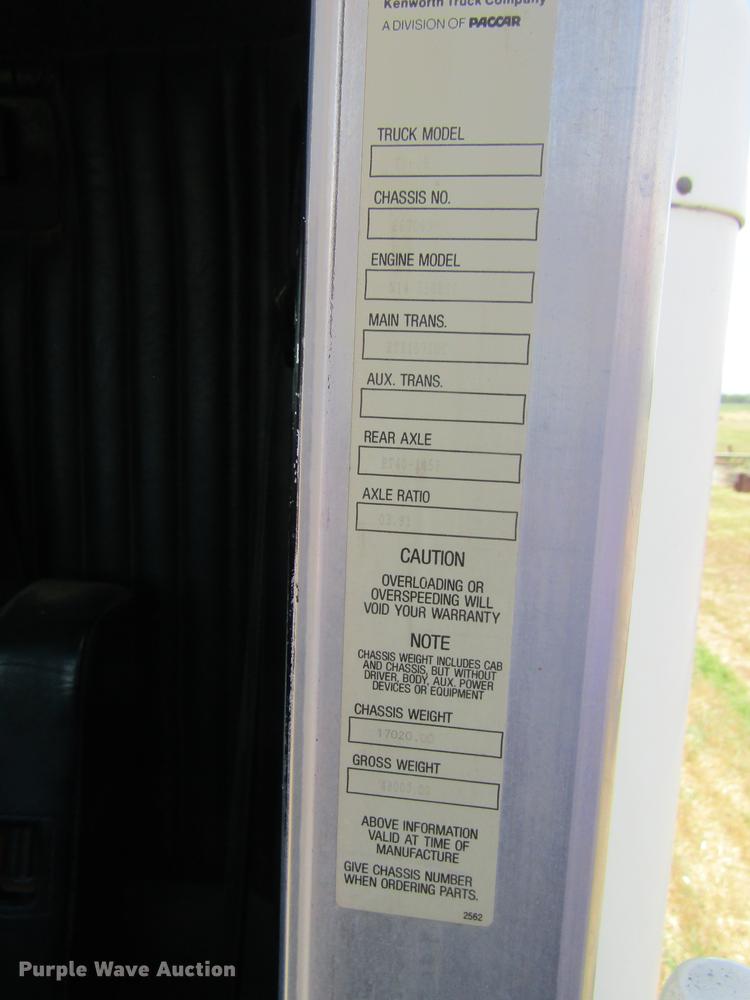 Kenworth Truck Company
A DIVISION OF PACCAR
TRUCK MODEL
CHASSIS NO.
ENGINE MODEL
MAIN TRANS.
AUX. TRANS.
REAR AXLE
AXLE RATIO
CAUTION
OVERLOADING OR
OVERSPEEDING WILL
VOID YOUR WARRANTY
NOTE
CHASSIS WEIGHT INCLUDES CAB
AND CHASSIS, BUT WITHOUT
DRIVER, BODY, AUX. POWER
DEVICES OR EQUIPMENT
CHASSIS WEIGHT
17020.00
GROSS WEIGHT
ABOVE INFORMATION
VALID AT TIME OF
MANUFACTURE
GIVE CHASSIS NUMBER
WHEN ORDERING PARTS.
2562
Purple Wave Auction